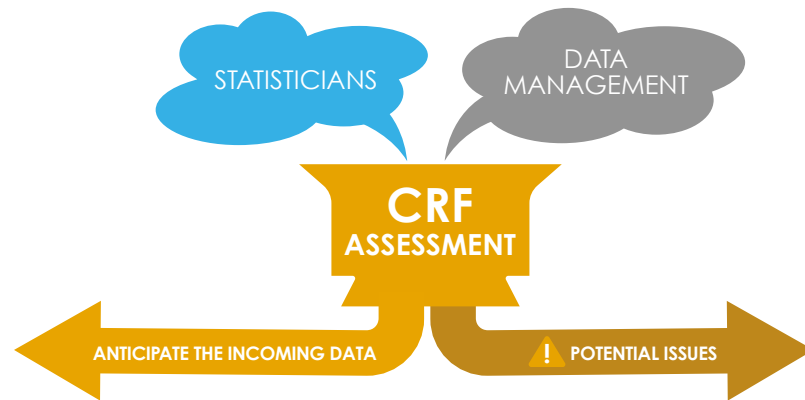 STATISTICIANS
DATA
MANAGEMENT
CRF
ASSESSMENT
ANTICIPATE THE INCOMING DATA
! POTENTIAL ISSUES